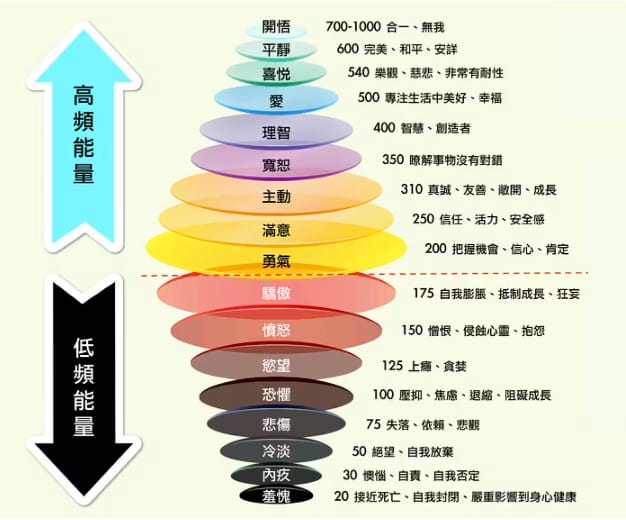 高頻能量
開悟 700-1000 合一、無我
平靜 600 完美、和平、安詳
喜悅 540 樂觀、慈悲、非常有耐性
愛 500 專注生活中美好、幸福
理智 400 智慧、創造者
寬恕 350 瞭解事物沒有對錯
主動 310 真誠、友善、敞開、成長
滿意 250 信任、活力、安全感
勇氣 200 把握機會、信心、肯定
低頻能量
驕傲 175 自我膨脹、抵制成長、狂妄
憤怒 150 憎恨、侵蝕心靈、抱怨
慾望 125 上癮、貪婪
恐懼 100 壓抑、焦慮、退縮、阻礙成長
悲傷 75 失落、依賴、悲觀
冷淡 50 絕望、自我放棄
內疚 30 懊惱、自責、自我否定
羞愧 20 接近死亡、自我封閉、嚴重影響到身心健康